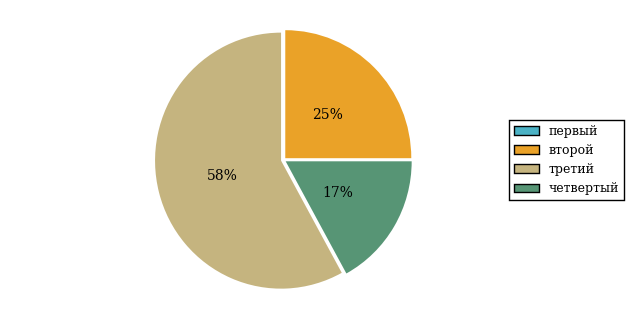 25%
58%
17%
первый
второй
третий
четвертый